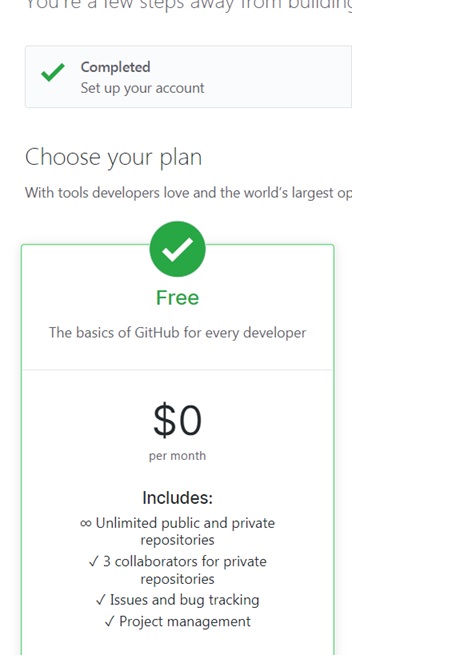 You're a few steps away from building
Completed
Set up your account
Choose your plan
With tools developers love and the world's largest op
Free
The basics of GitHub for every developer
$0
per month
Includes:
∞ Unlimited public and private
repositories
✓ 3 collaborators for private
repositories
✓ Issues and bug tracking
✓ Project management